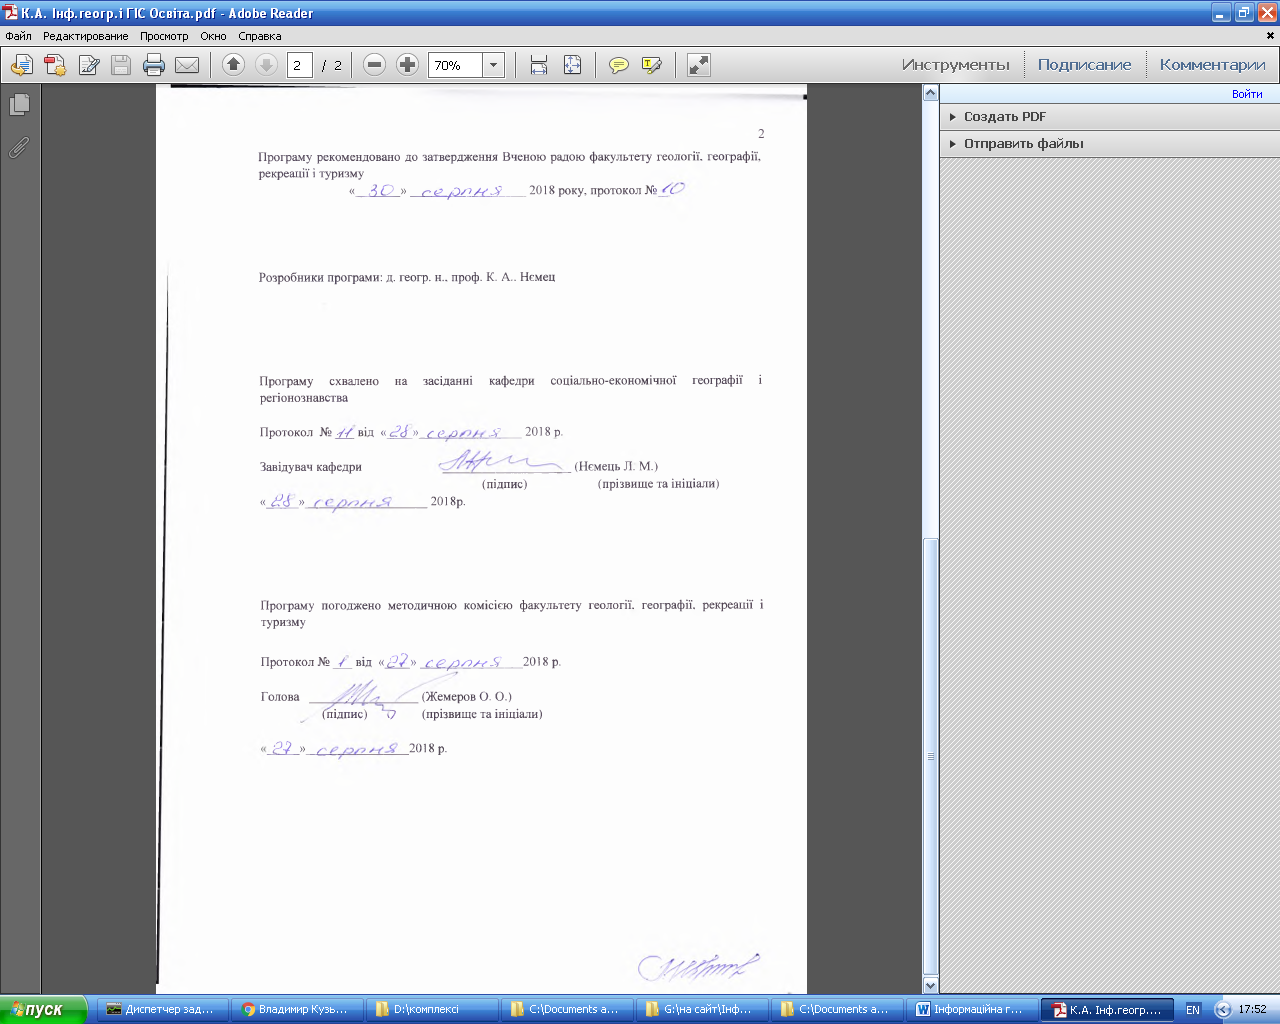 К.А. Інф.геогр.і ГІС Освіта.pdf - Adobe Reader
Файл Редактирование Просмотр Окно Справка
2 / 2 70% Инструменты Подписание Комментарии
Войти
Создать PDF
Отправить файлы
2
Програму рекомендовано до затвердження Вченою радою факультету геології, географії,
рекреації і туризму
« 30 » серпня 2018 року, протокол № 10
Розробники програми: д. геогр. н., проф. К. А.. Нємец
Програму схвалено на засіданні кафедри соціально-економічної географії і
регіонознавства
Протокол № 11 від « 28 » серпня 2018 р.
Завідувач кафедри (Нємець Л. М.)
(підпис) (прізвище та ініціали)
« 28 » серпня 2018р.
Програму погоджено методичною комісією факультету геології, географії, рекреації і
туризму
Протокол № 1 від « 27 » серпня 2018 р.
Голова (Жемеров О. О.)
(підпис) (прізвище та ініціали)
« 27 » серпня 2018 р.
пуск Диспетчер зад... Владимир Кузь... D:\комплексі C:\Documents a... G:\на сайт\Інф... C:\Documents a... Інформаційна г... К.А. Інф.геогр.... EN 17:52